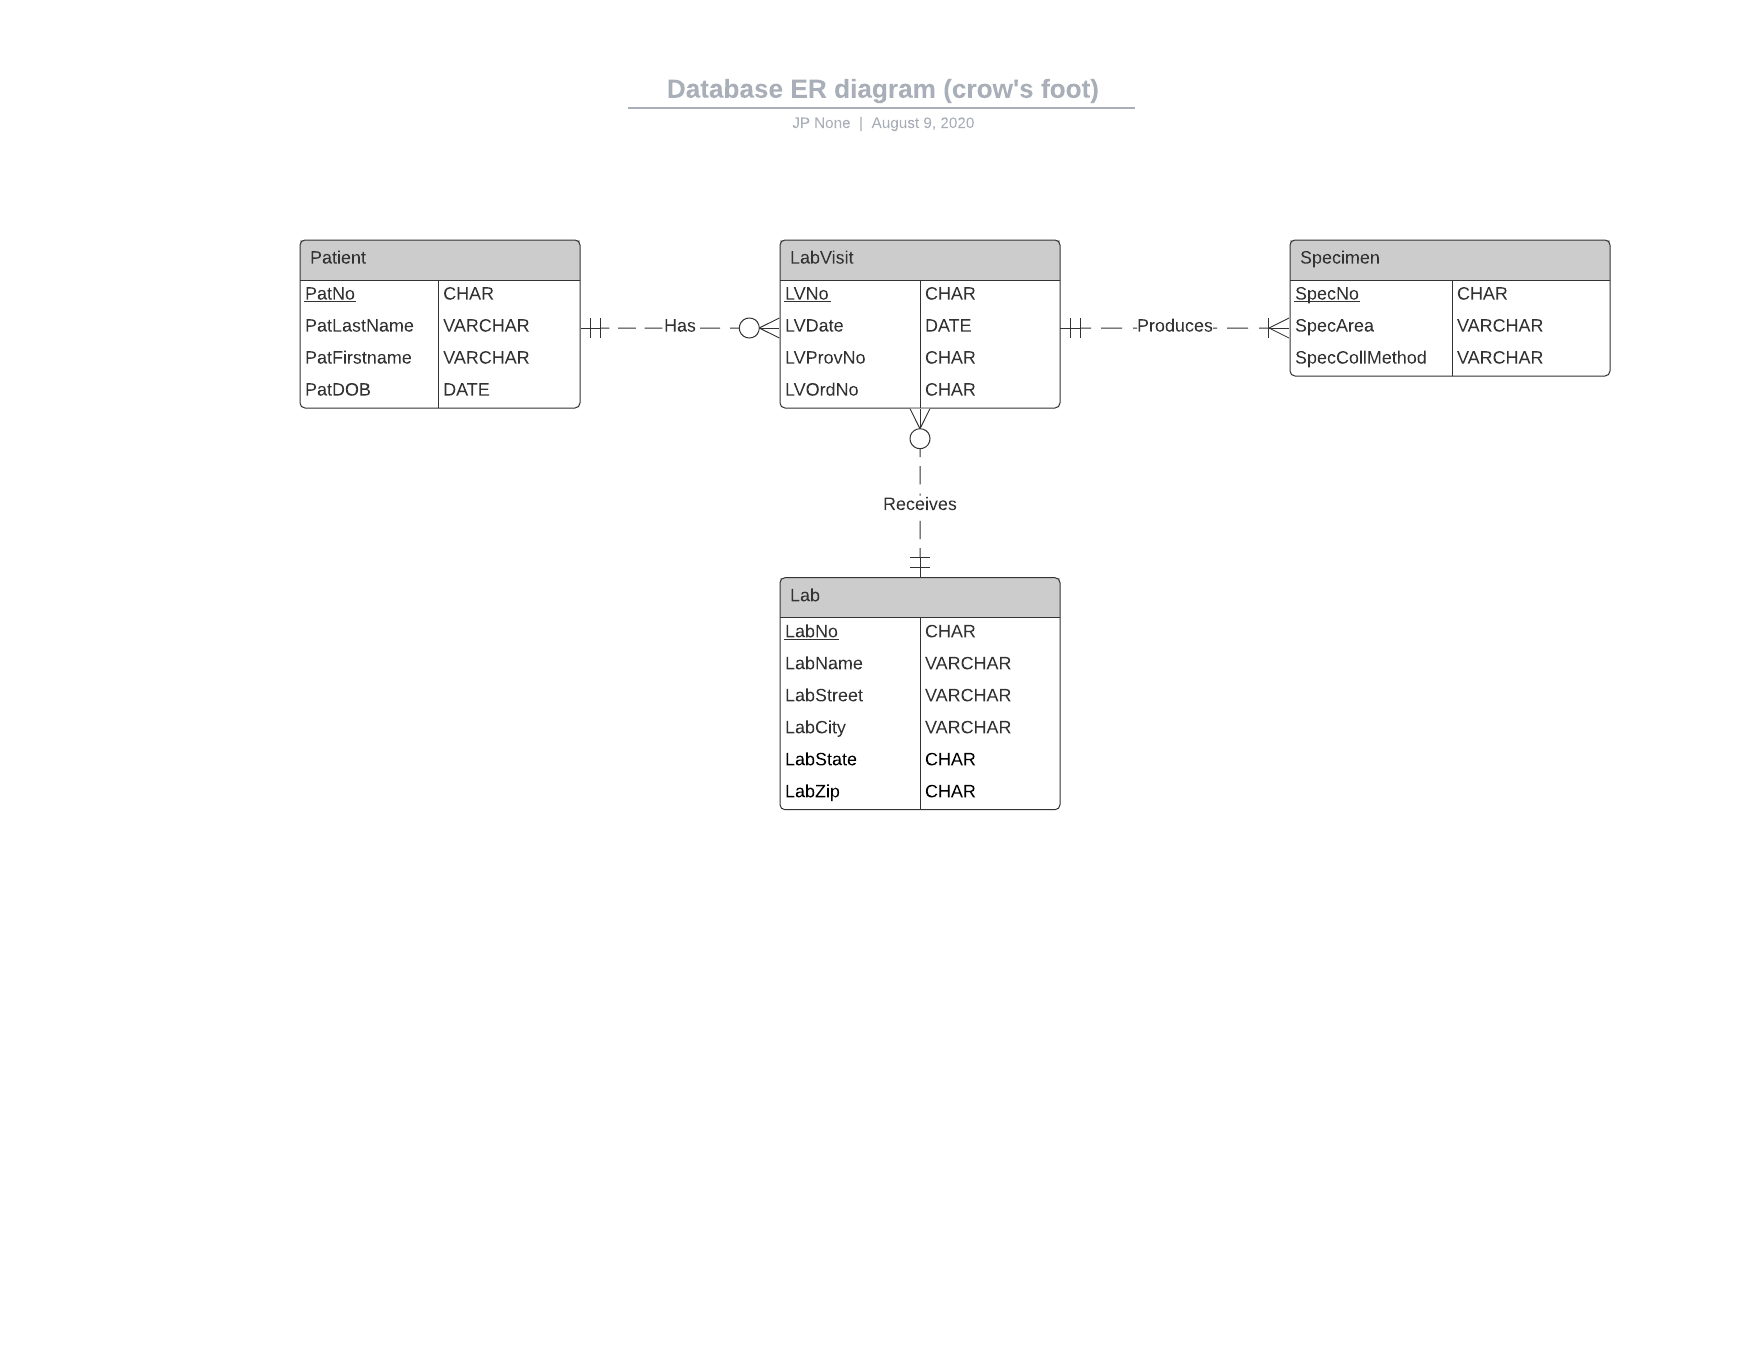 Database ER diagram (crow's foot)
JP None | August 9, 2020
Patient
PatNo CHAR
PatLastName VARCHAR
PatFirstname VARCHAR
PatDOB DATE
Has
LabVisit
LVNo CHAR
LVDate DATE
LVProvNo CHAR
LVOrdNo CHAR
Produces
Specimen
SpecNo CHAR
SpecArea VARCHAR
SpecCollMethod VARCHAR
Receives
Lab
LabNo CHAR
LabName VARCHAR
LabStreet VARCHAR
LabCity VARCHAR
LabState CHAR
LabZip CHAR